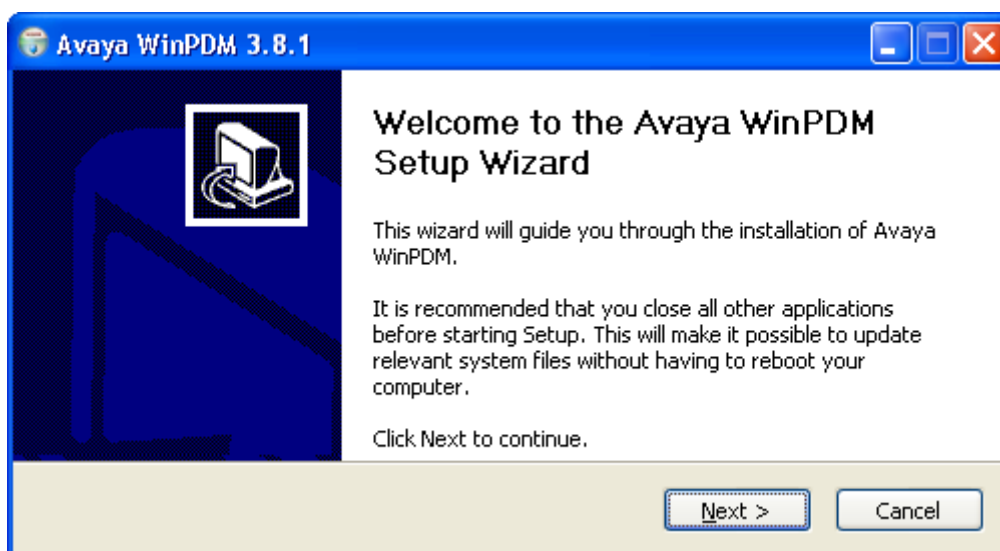 Avaya WinPDM 3.8.1
Welcome to the Avaya WinPDM
Setup Wizard
This wizard will guide you through the installation of Avaya
WinPDM.
It is recommended that you close all other applications
before starting Setup. This will make it possible to update
relevant system files without having to reboot your
computer.
Click Next to continue.
Next >
Cancel